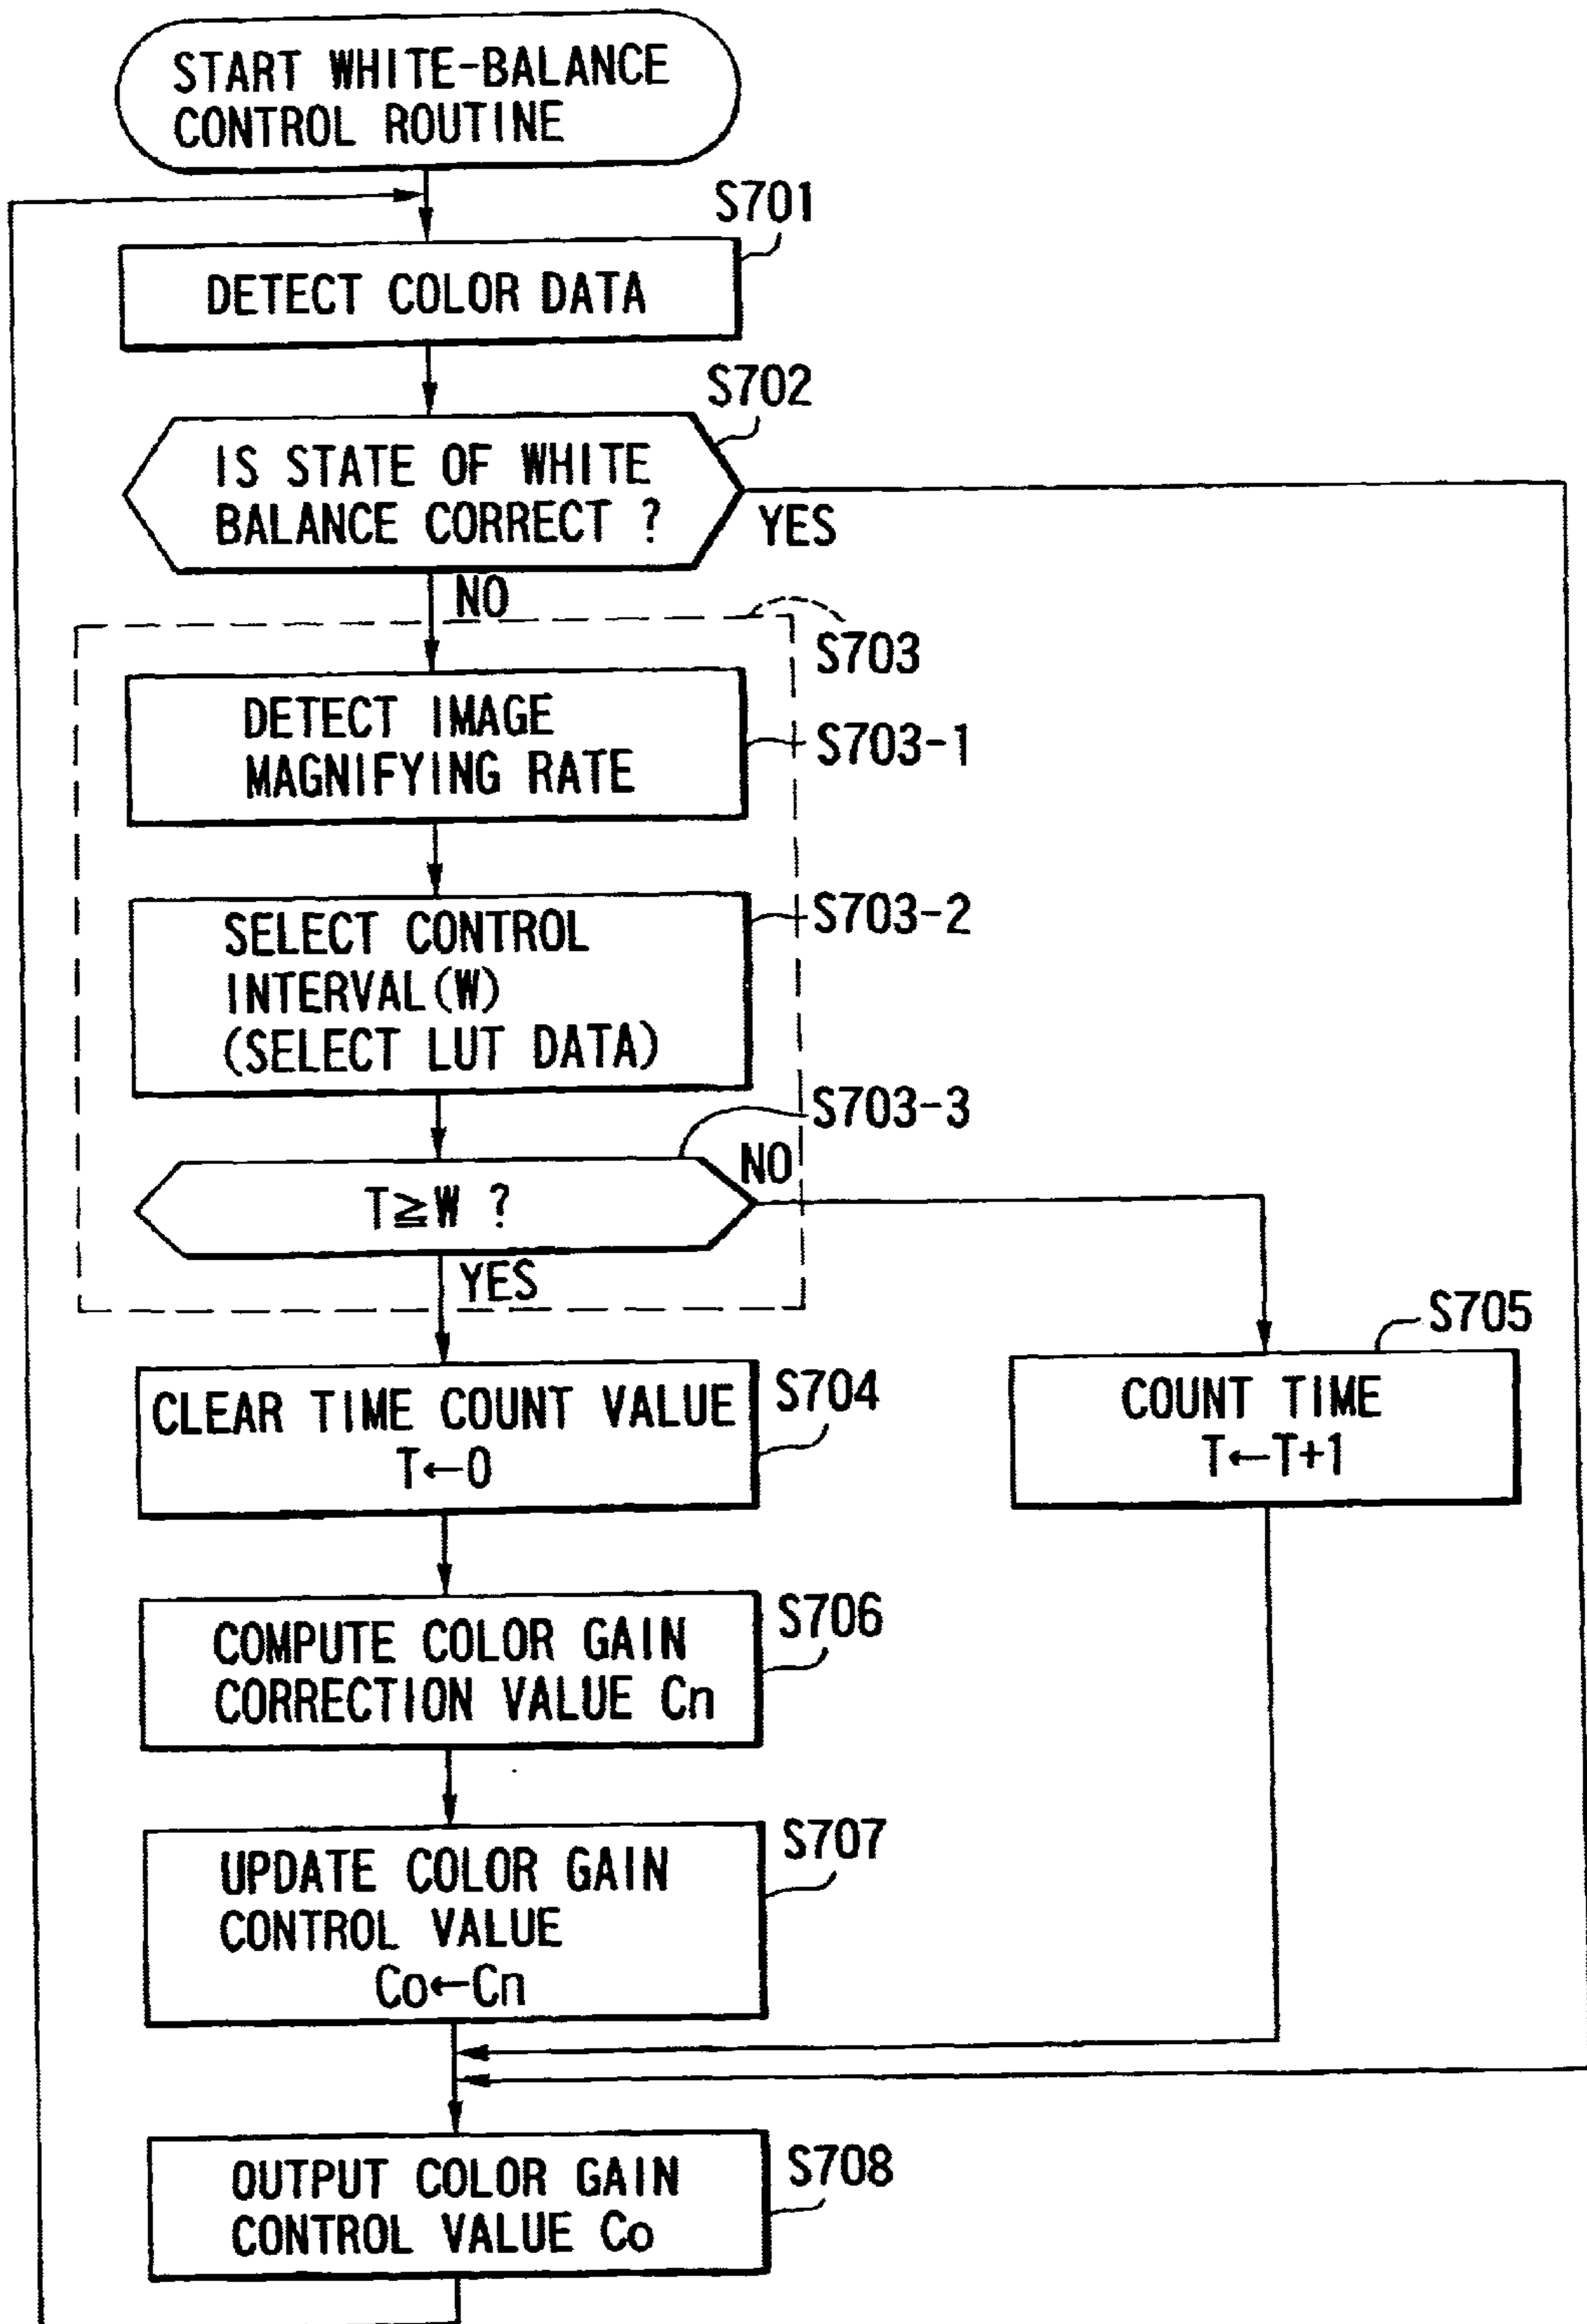 START WHITE-BALANCE
CONTROL ROUTINE
S701
DETECT COLOR DATA
S702
IS STATE OF WHITE
BALANCE CORRECT ?
YES
NO
S703
DETECT IMAGE
MAGNIFYING RATE
S703-1
SELECT CONTROL
INTERVAL(W)
(SELECT LUT DATA)
S703-2
S703-3
T≧W ?
NO
YES
S704
CLEAR TIME COUNT VALUE
T←0
S705
COUNT TIME
T←T+1
S706
COMPUTE COLOR GAIN
CORRECTION VALUE Cn
S707
UPDATE COLOR GAIN
CONTROL VALUE
Co←Cn
S708
OUTPUT COLOR GAIN
CONTROL VALUE Co